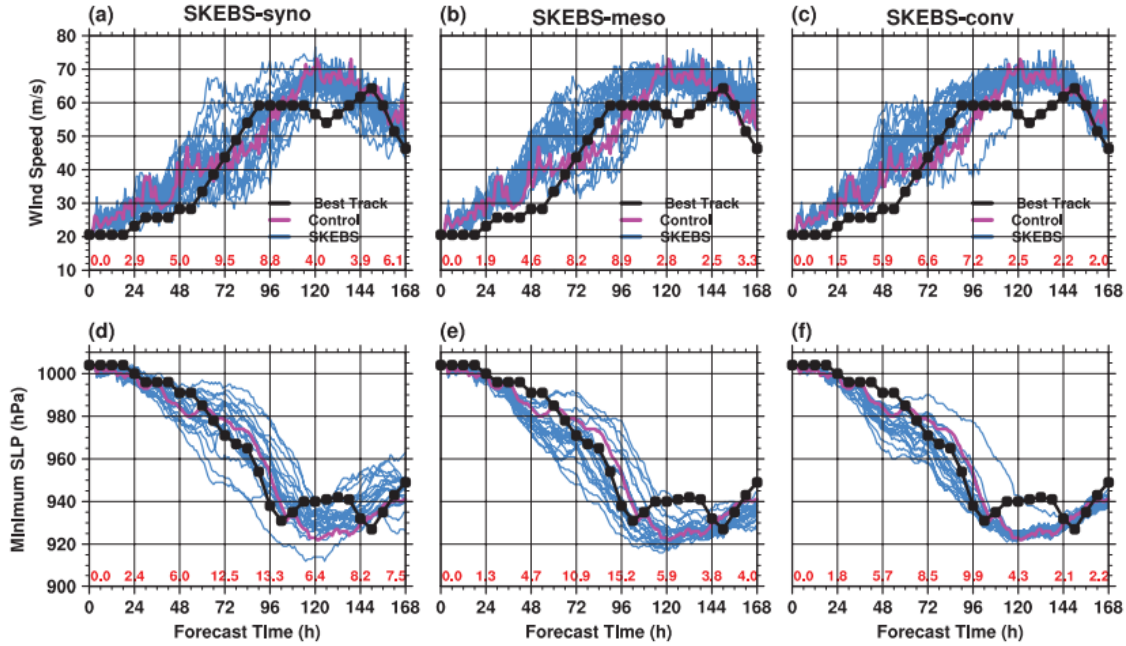 SKEBS-syno SKEBS-meso SKEBS-conv
(a) (b) (c)
Wind Speed (m/s)
80
70
60
50
40
30
20
10
Best Track
Control
SKEBS
0.0 2.9 5.0 9.5 8.8 4.0 3.9 6.1
0 24 48 72 96 120 144 168
Best Track
Control
SKEBS
0.0 1.9 4.6 8.2 8.9 2.8 2.5 3.3
0 24 48 72 96 120 144 168
Best Track
Control
SKEBS
0.0 1.5 5.9 6.6 7.2 2.5 2.2 2.0
0 24 48 72 96 120 144 168
(d) (e) (f)
Minimum SLP (hPa)
1000
980
960
940
920
900
0.0 2.4 6.0 12.5 13.3 6.4 8.2 7.5
0 24 48 72 96 120 144 168
Forecast Time (h)
0.0 1.3 4.7 10.9 15.2 5.9 3.8 4.0
0 24 48 72 96 120 144 168
Forecast Time (h)
0.0 1.8 5.7 8.5 9.9 4.3 2.1 2.2
0 24 48 72 96 120 144 168
Forecast Time (h)